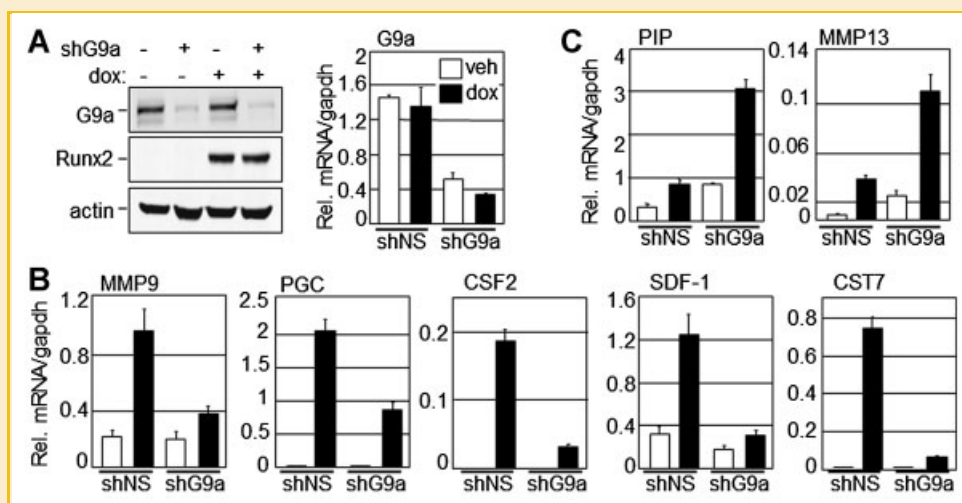 A
shG9a - + - +
dox: - - + +
G9a
Runx2
actin
G9a
Rel. mRNA/gapdh
2
1.6
1.2
0.8
0.4
0
veh
dox
shNS shG9a
C
PIP
Rel. mRNA/gapdh
4
3
2
1
0
shNS shG9a
MMP13
0.14
0.1
0.06
0.02
0
shNS shG9a
B
MMP9
Rel. mRNA/gapdh
1.2
0.8
0.4
0
shNS shG9a
PGC
2.5
2
1.5
1
0.5
0
shNS shG9a
CSF2
0.2
0.1
0
shNS shG9a
SDF-1
1.6
1.2
0.8
0.4
0
shNS shG9a
CST7
0.8
0.6
0.4
0.2
0
shNS shG9a